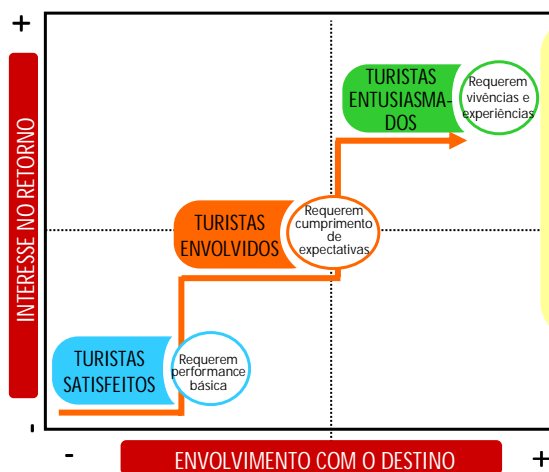 +
INTERESSE NO RETORNO
-
TURISTAS
ENTUSIASMA-
DOS
Requerem
vivências e
experiências
TURISTAS
ENVOLVIDOS
Requerem
cumprimento
de
expectativas
TURISTAS
SATISFEITOS
Requerem
performance
básica
-
ENVOLVIMENTO COM O DESTINO
+